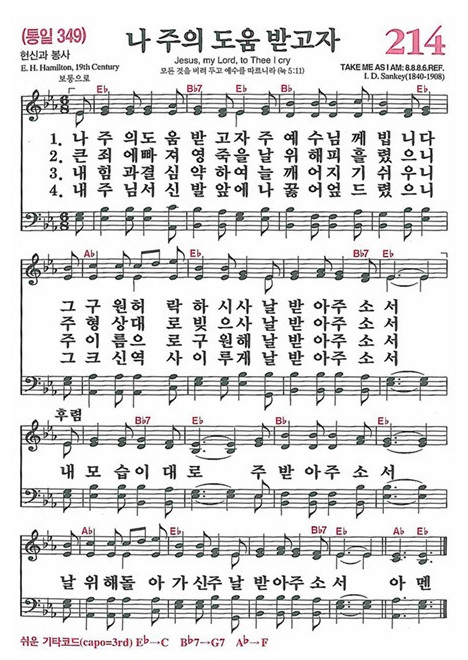 (통일 349)
나 주의 도움 받고자
214
헌신과 봉사
Jesus, my Lord, to Thee I cry
E. H. Hamilton, 19th Century
모든 것을 버려 두고 예수를 따르니라 (눅 5:11)
TAKE ME AS I AM: 8.8.8.6.REF.
보통으로
I. D. Sankey(1840-1908)
E♭ B♭7 E♭ B♭7 E♭
1. 나 주 의도움 받 고자주 예 수님 께 빕 니다
2. 큰 죄 에빠 져 영 죽을날 위 해피 흘 렸 으니
3. 내 힘 과결 심 약 하여늘 깨 어지 기 쉬 우니
4. 내 주 님서 신 발 앞에나 꿇 어엎 드 렸 으니
A♭ E♭ B♭7 E♭
그 구 원허 락하 시사 날 받 아주 소 서
주 형 상대 로빚 으사 날 받 아주 소 서
주 이 름으 로구 원해 날 받 아주 소 서
그 크 신역 사이 루게 날 받 아주 소 서
후렴
B♭7 E♭ B♭7 E♭
내 모 습이 대 로 주 받 아주 소 서
A♭ E♭ B♭7 E♭
날 위 해돌 아 가 신주 날 받아주 소 서 아 멘
쉬운 기타코드(capo=3rd) E♭→C B♭7→G7 A♭→F